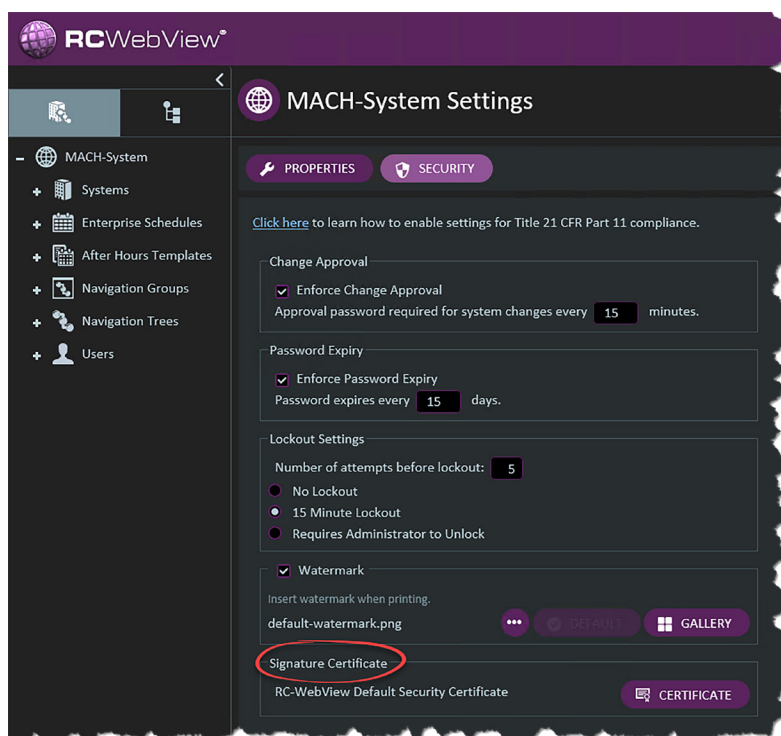 RCWebView®
MACH-System Settings
MACH-System
Systems
Enterprise Schedules
After Hours Templates
Navigation Groups
Navigation Trees
Users
PROPERTIES
SECURITY
Click here to learn how to enable settings for Title 21 CFR Part 11 compliance.
Change Approval
Enforce Change Approval
Approval password required for system changes every 15 minutes.
Password Expiry
Enforce Password Expiry
Password expires every 15 days.
Lockout Settings
Number of attempts before lockout: 5
No Lockout
15 Minute Lockout
Requires Administrator to Unlock
Watermark
Insert watermark when printing.
default-watermark.png
DEFAULT
GALLERY
Signature Certificate
RC-WebView Default Security Certificate
CERTIFICATE